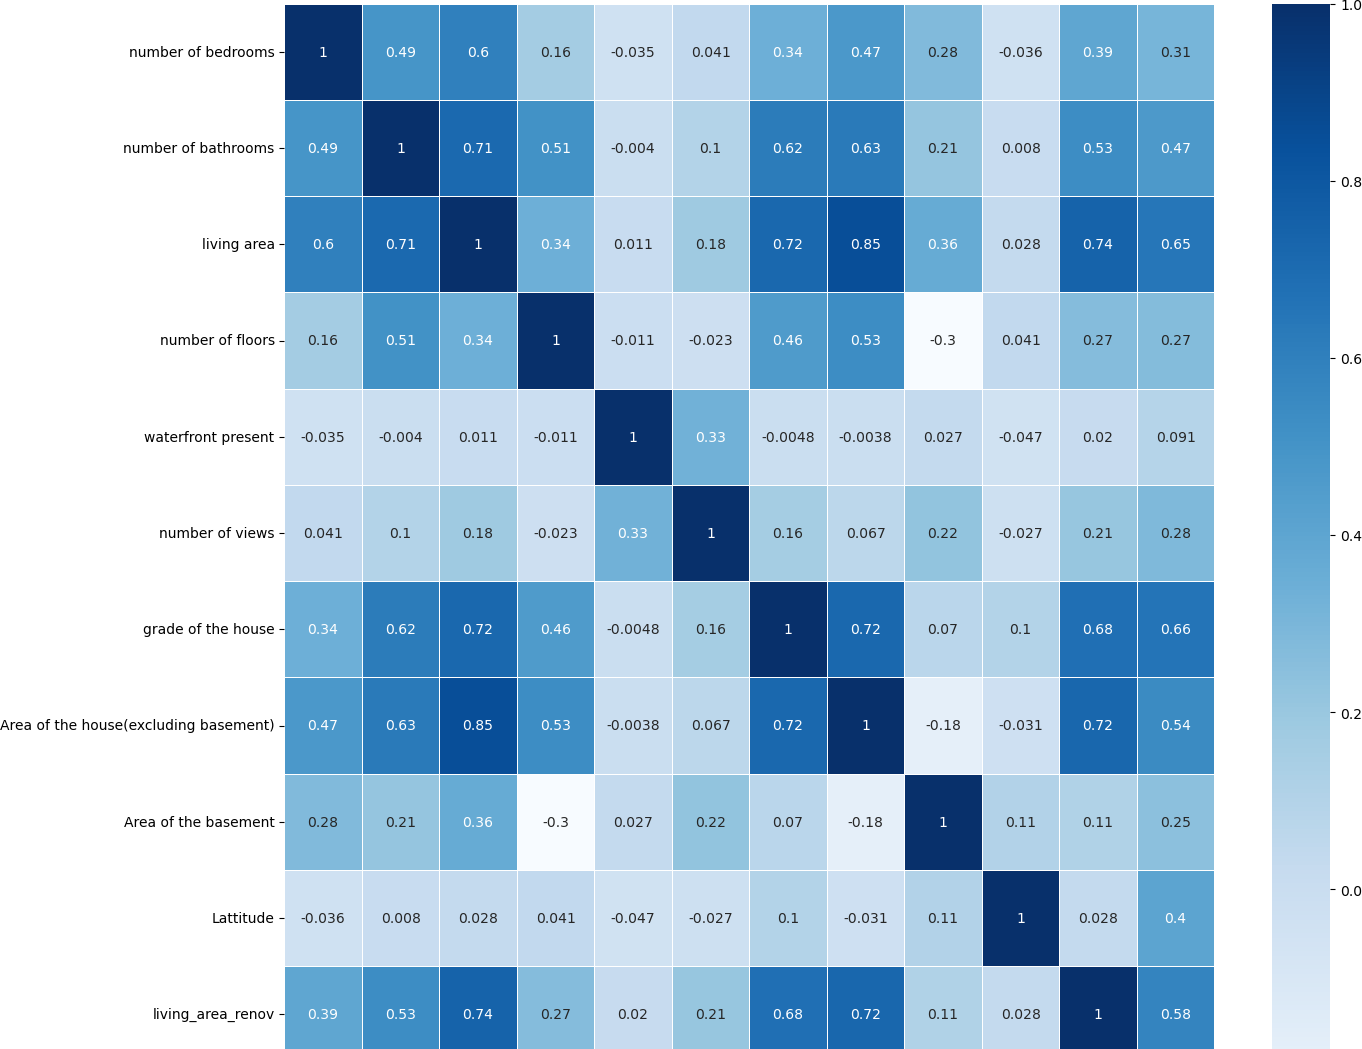 number of bedrooms 1 0.49 0.6 0.16 -0.035 0.041 0.34 0.47 0.28 -0.036 0.39 0.31
number of bathrooms 0.49 1 0.71 0.51 -0.004 0.1 0.62 0.63 0.21 0.008 0.53 0.47
living area 0.6 0.71 1 0.34 0.011 0.18 0.72 0.85 0.36 0.028 0.74 0.65
number of floors 0.16 0.51 0.34 1 -0.011 -0.023 0.46 0.53 -0.3 0.041 0.27 0.27
waterfront present -0.035 -0.004 0.011 -0.011 1 0.33 -0.0048 -0.0038 0.027 -0.047 0.02 0.091
number of views 0.041 0.1 0.18 -0.023 0.33 1 0.16 0.067 0.22 -0.027 0.21 0.28
grade of the house 0.34 0.62 0.72 0.46 -0.0048 0.16 1 0.72 0.07 0.1 0.68 0.66
Area of the house(excluding basement) 0.47 0.63 0.85 0.53 -0.0038 0.067 0.72 1 -0.18 -0.031 0.72 0.54
Area of the basement 0.28 0.21 0.36 -0.3 0.027 0.22 0.07 -0.18 1 0.11 0.11 0.25
Lattitude -0.036 0.008 0.028 0.041 -0.047 -0.027 0.1 -0.031 0.11 1 0.028 0.4
living_area_renov 0.39 0.53 0.74 0.27 0.02 0.21 0.68 0.72 0.11 0.028 1 0.58
1.0
0.8
0.6
0.4
0.2
0.0